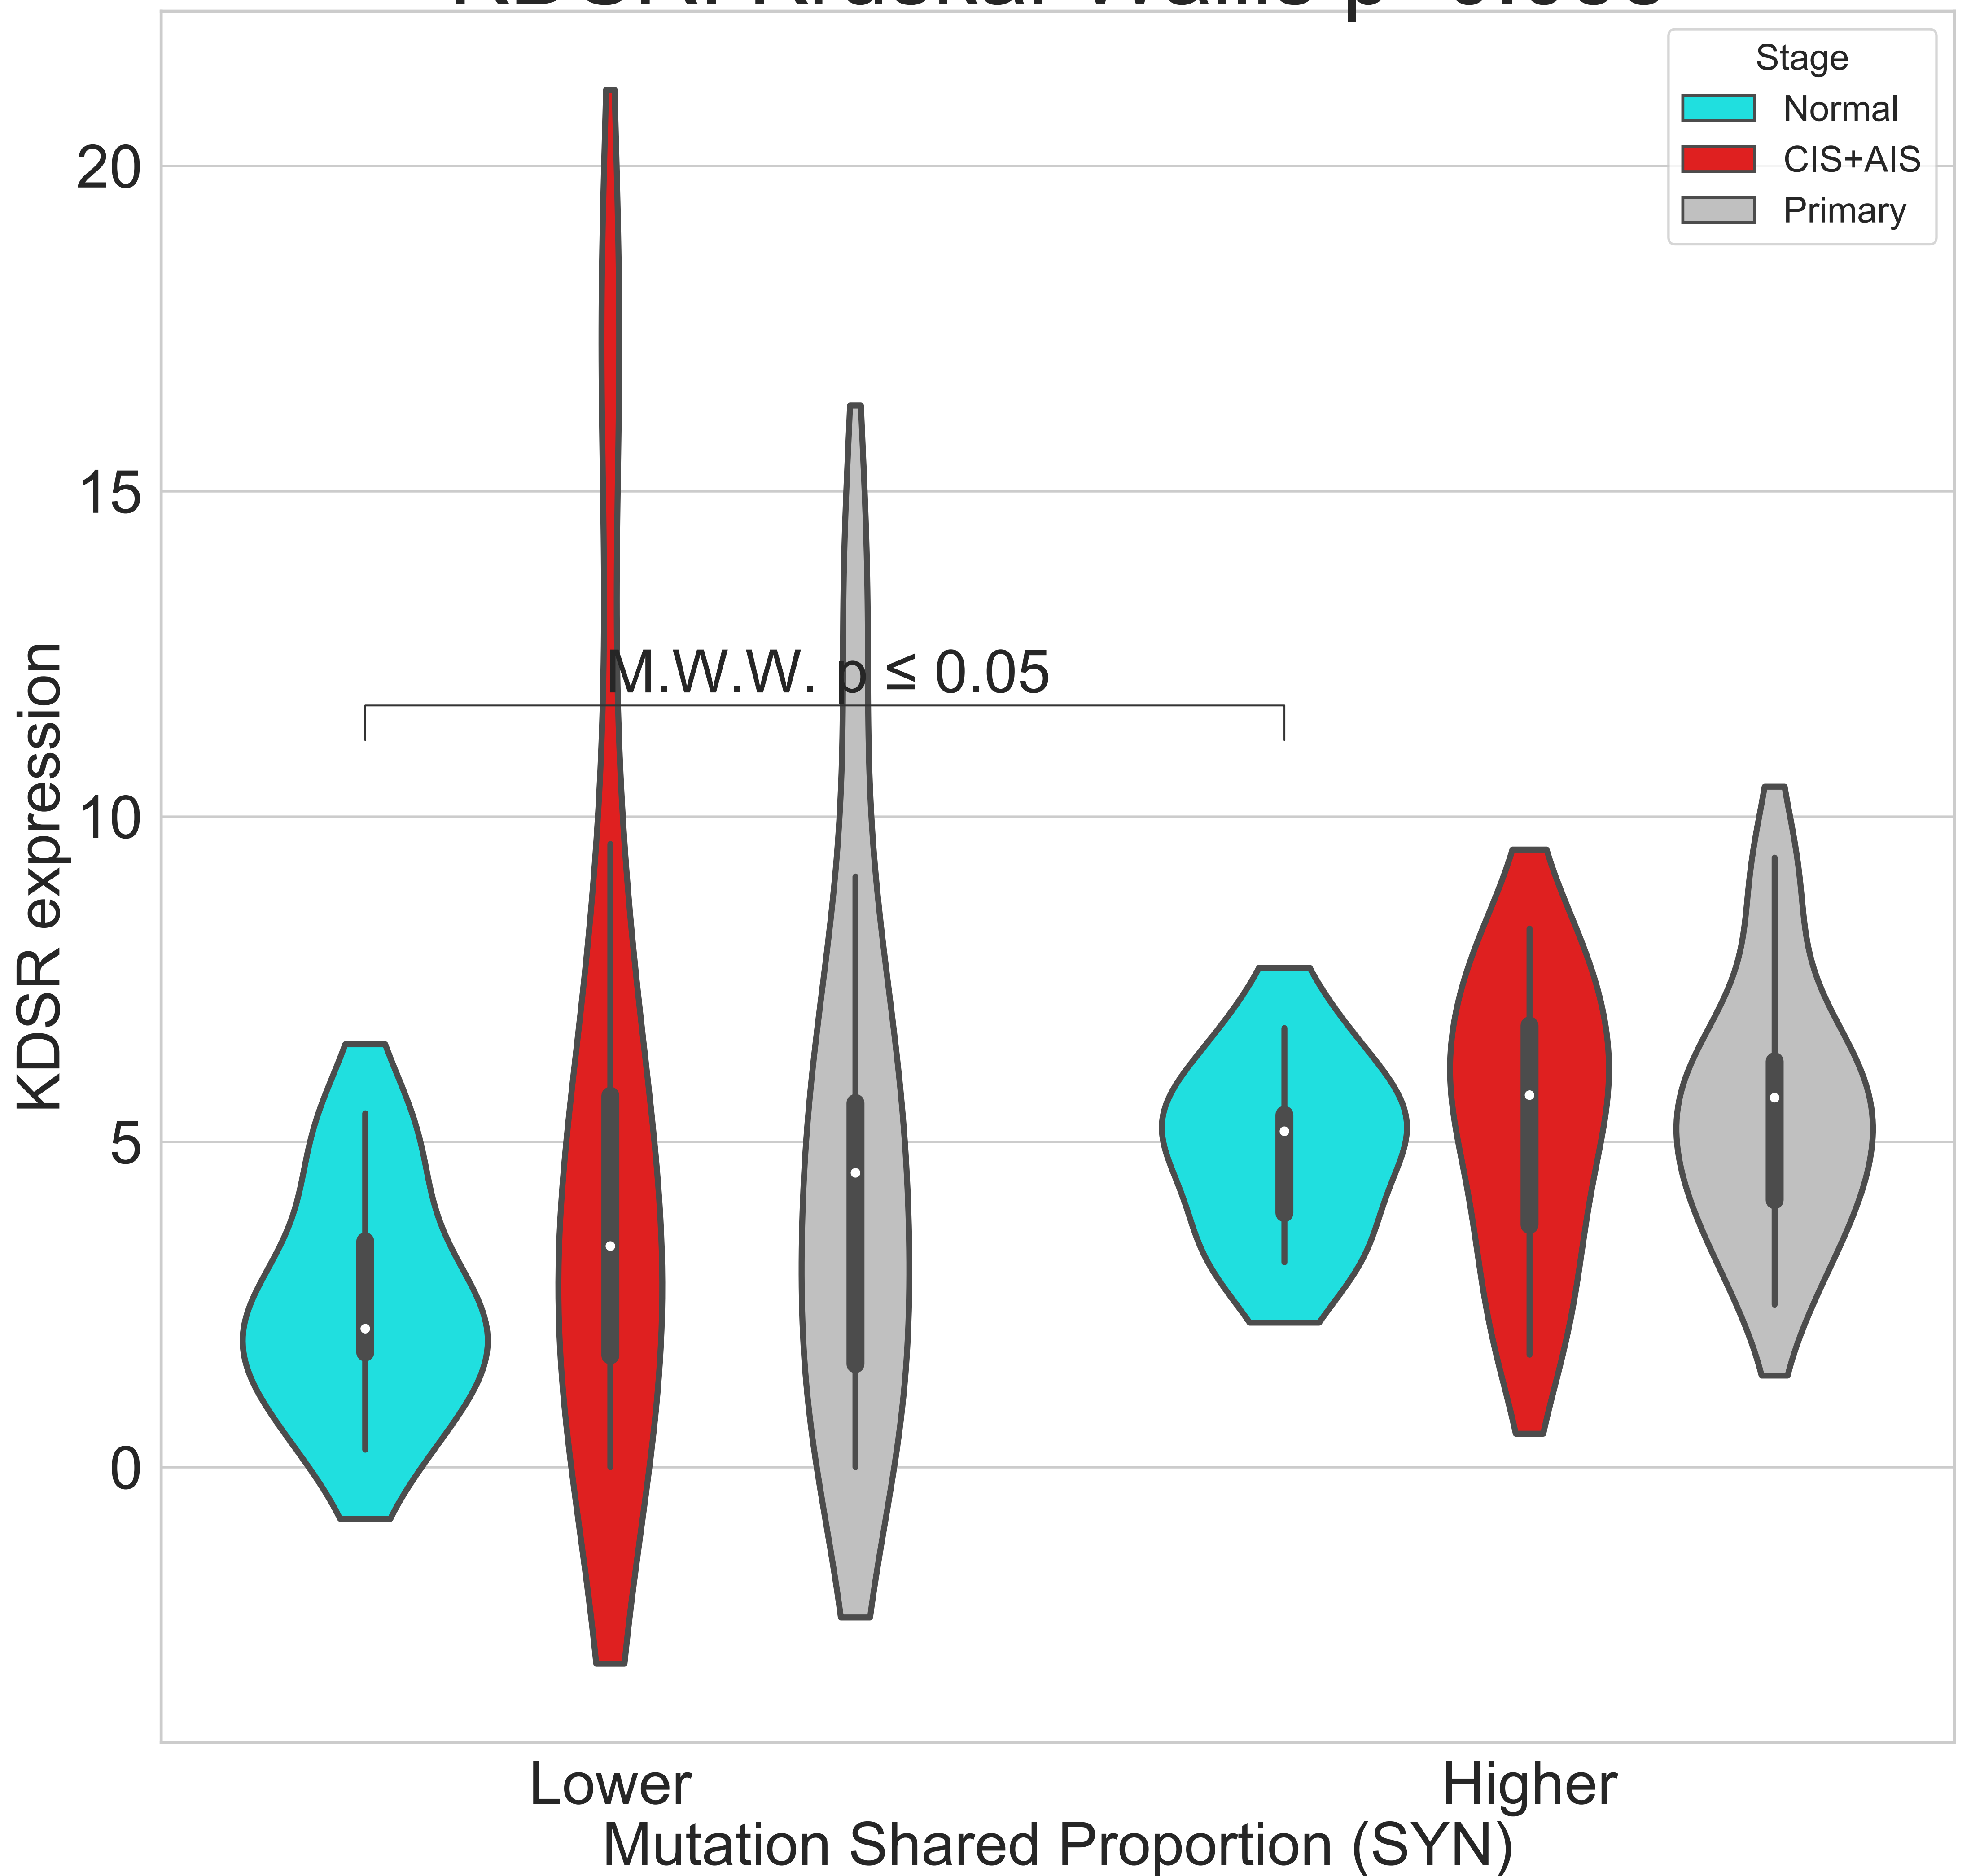 Stage
Normal
CIS+AIS
Primary
20
15
10
5
0
KDSR expression
M.W.W. p ≤ 0.05
Lower
Higher
Mutation Shared Proportion (SYN)